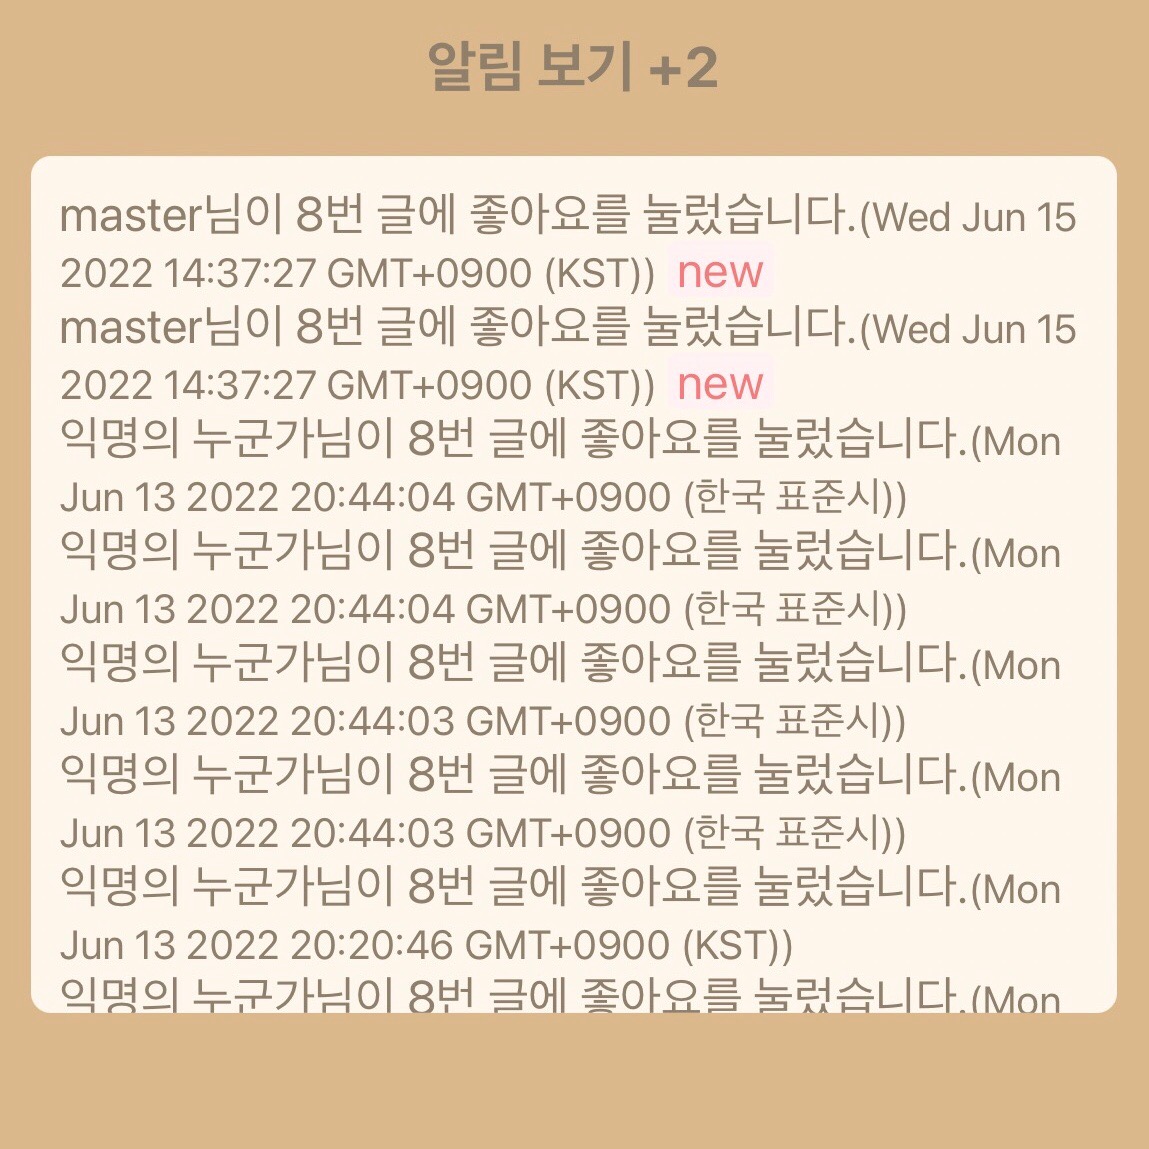 알림 보기 +2
master님이 8번 글에 좋아요를 눌렀습니다.(Wed Jun 15
2022 14:37:27 GMT+0900 (KST)) new
master님이 8번 글에 좋아요를 눌렀습니다.(Wed Jun 15
2022 14:37:27 GMT+0900 (KST)) new
익명의 누군가님이 8번 글에 좋아요를 눌렀습니다.(Mon
Jun 13 2022 20:44:04 GMT+0900 (한국 표준시))
익명의 누군가님이 8번 글에 좋아요를 눌렀습니다.(Mon
Jun 13 2022 20:44:04 GMT+0900 (한국 표준시))
익명의 누군가님이 8번 글에 좋아요를 눌렀습니다.(Mon
Jun 13 2022 20:44:03 GMT+0900 (한국 표준시))
익명의 누군가님이 8번 글에 좋아요를 눌렀습니다.(Mon
Jun 13 2022 20:44:03 GMT+0900 (한국 표준시))
익명의 누군가님이 8번 글에 좋아요를 눌렀습니다.(Mon
Jun 13 2022 20:20:46 GMT+0900 (KST))
익명의 누군가님이 8번 글에 좋아요를 눌렀습니다.(Mon